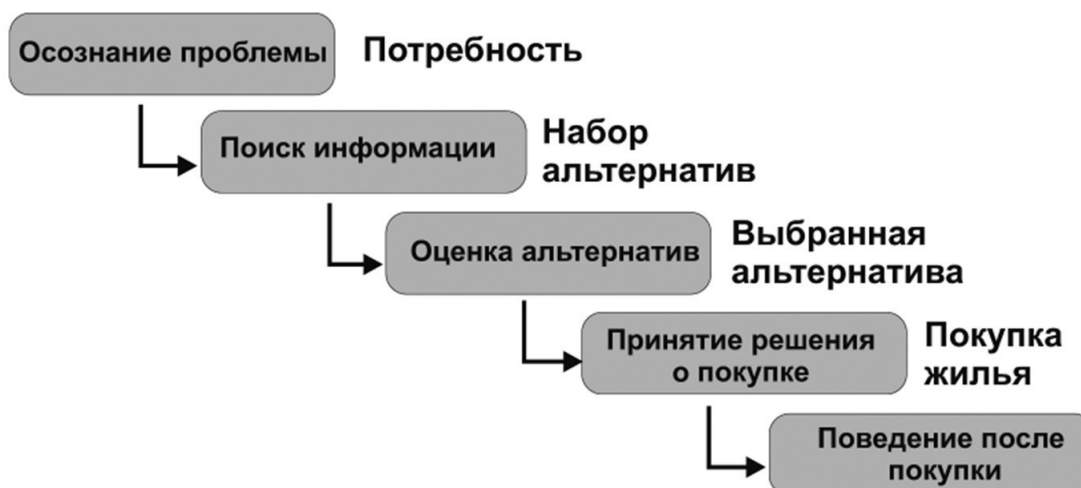 Осознание проблемы
Потребность
Поиск информации
Набор
альтернатив
Оценка альтернатив
Выбранная
альтернатива
Принятие решения
о покупке
Покупка
жилья
Поведение после
покупки